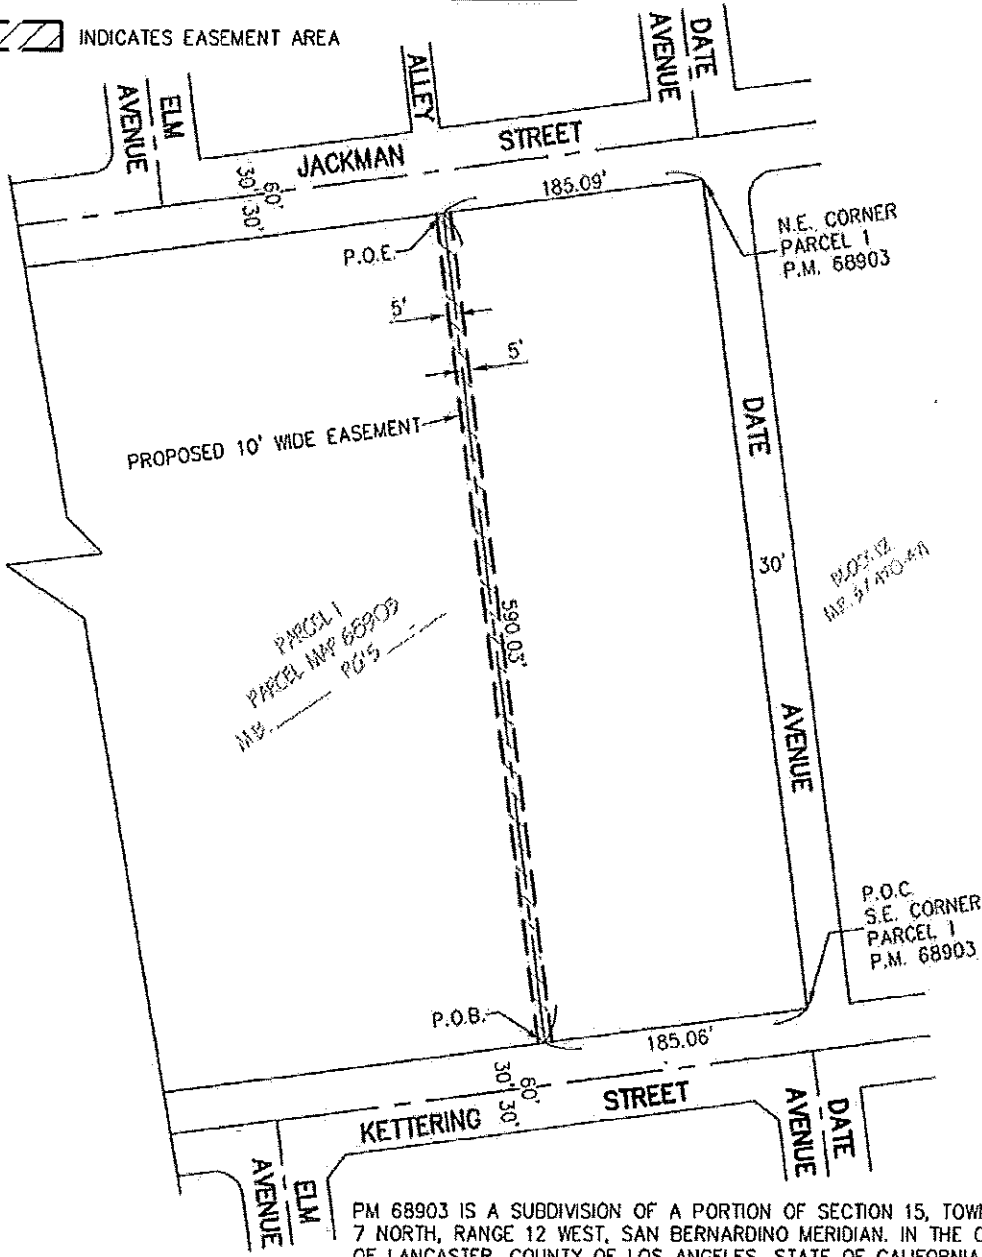 INDICATES EASEMENT AREA
ELM
AVENUE
ALLEY
DATE
AVENUE
JACKMAN STREET
30' 30'
60'
185.09'
N.E. CORNER
PARCEL 1
P.M. 68903
P.O.E.
5'
5'
PROPOSED 10' WIDE EASEMENT
DATE AVENUE
30'
590.03'
PARCEL 1
PARCEL MAP 68903
M.B. ____ PG'S ____
P.O.C.
S.E. CORNER
PARCEL 1
P.M. 68903
P.O.B.
185.06'
30' 30'
60'
KETTERING STREET
ELM
AVENUE
DATE
AVENUE
PM 68903 IS A SUBDIVISION OF A PORTION OF SECTION 15,
7 NORTH, RANGE 12 WEST, SAN BERNARDINO MERIDIAN. IN THE
OF LANCASTER, COUNTY OF LOS ANGELES, STATE OF CALIFORNIA